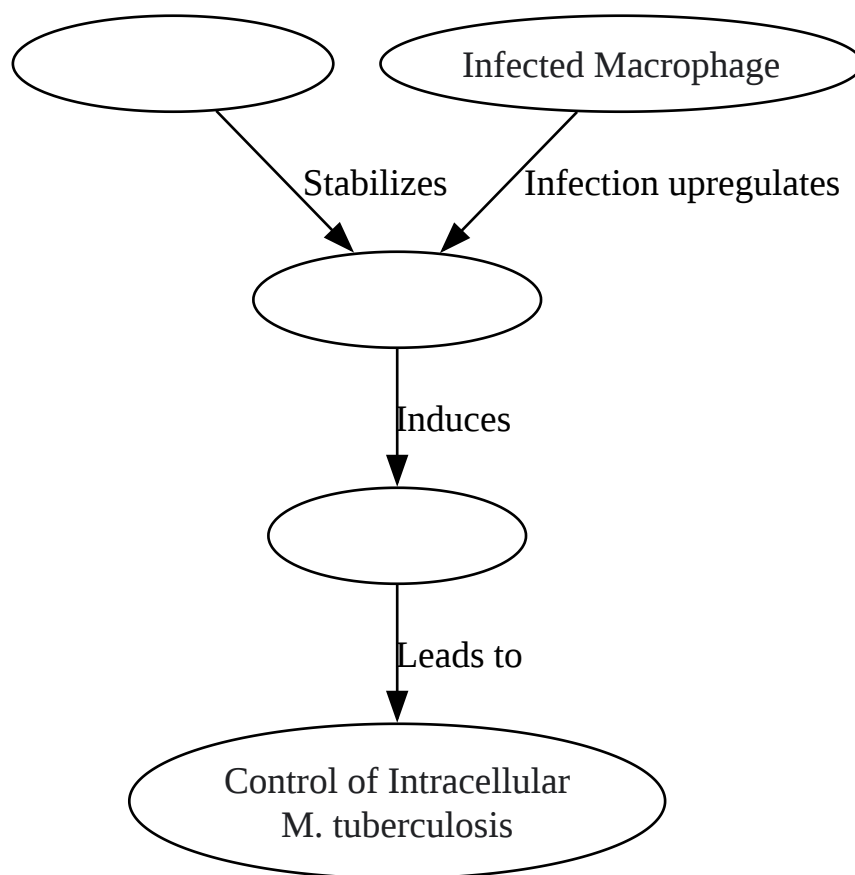 Infected Macrophage
Stabilizes
Infection upregulates
Induces
Leads to
Control of Intracellular
M. tuberculosis